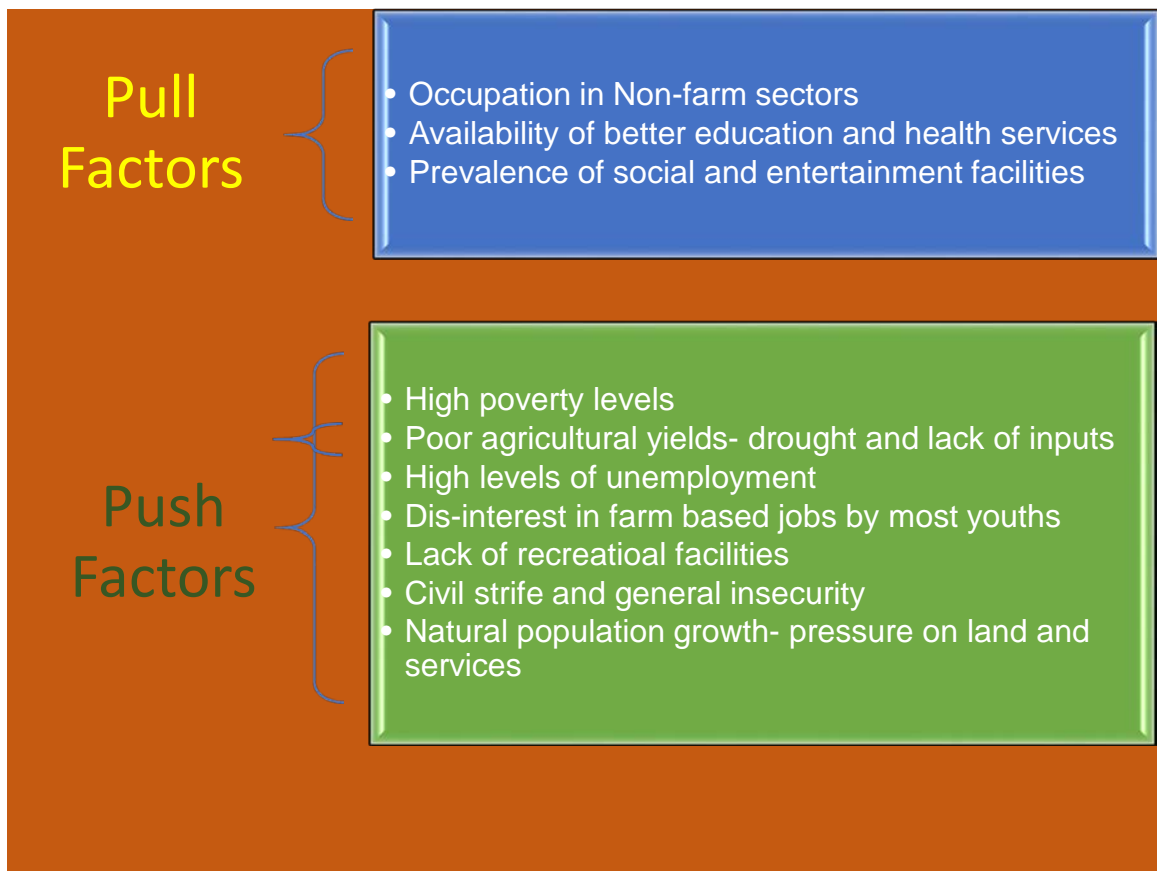 Pull
Factors
• Occupation in Non-farm sectors
• Availability of better education and health services
• Prevalence of social and entertainment facilities
Push
Factors
• High poverty levels
• Poor agricultural yields- drought and lack of inputs
• High levels of unemployment
• Dis-interest in farm based jobs by most youths
• Lack of recreatioal facilities
• Civil strife and general insecurity
• Natural population growth- pressure on land and
services